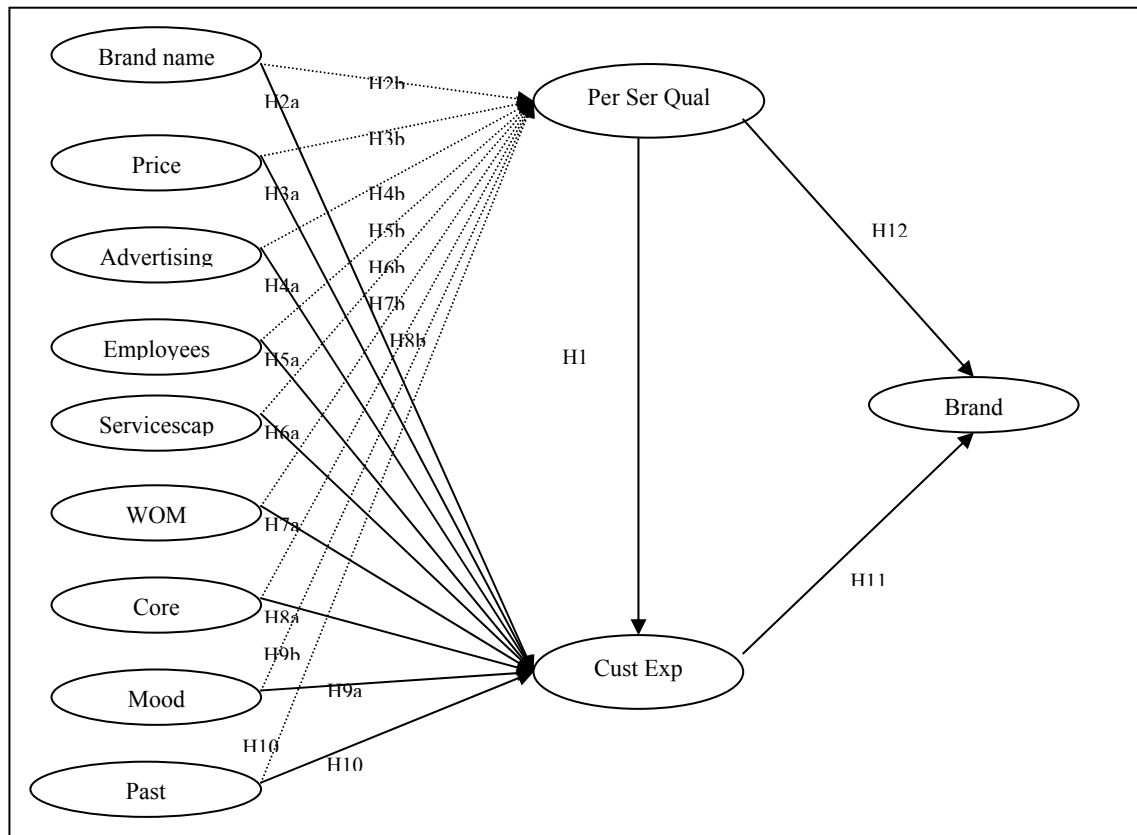 Brand name
H2b
Per Ser Qual
H2a
H3b
Price
H3a
H4b
H5b
H12
Advertising
H6b
H4a
H7b
H8b
Employees
H5a
H1
Brand
Servicescap
H6a
WOM
H7a
H11
Core
H8a
H9b
Cust Exp
H9a
Mood
H10
H10
Past